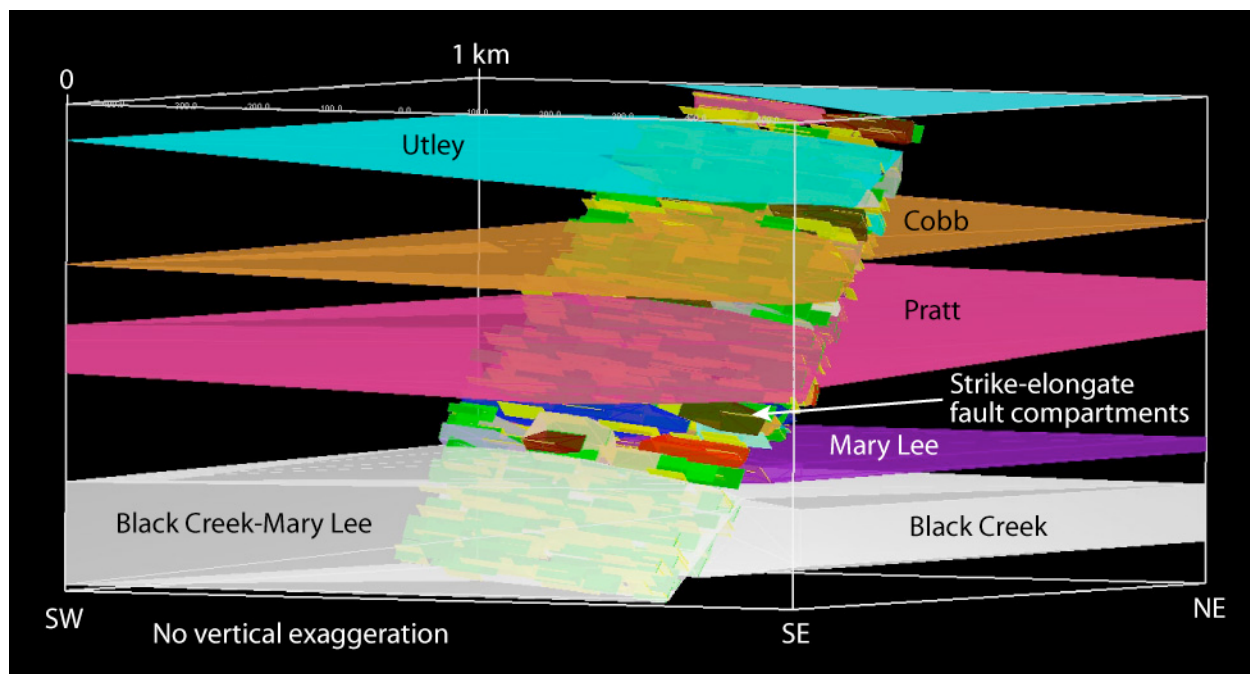 1 km
0
Utley
Cobb
Pratt
Strike-elongate
fault compartments
Mary Lee
Black Creek-Mary Lee
Black Creek
SW
No vertical exaggeration
SE
NE